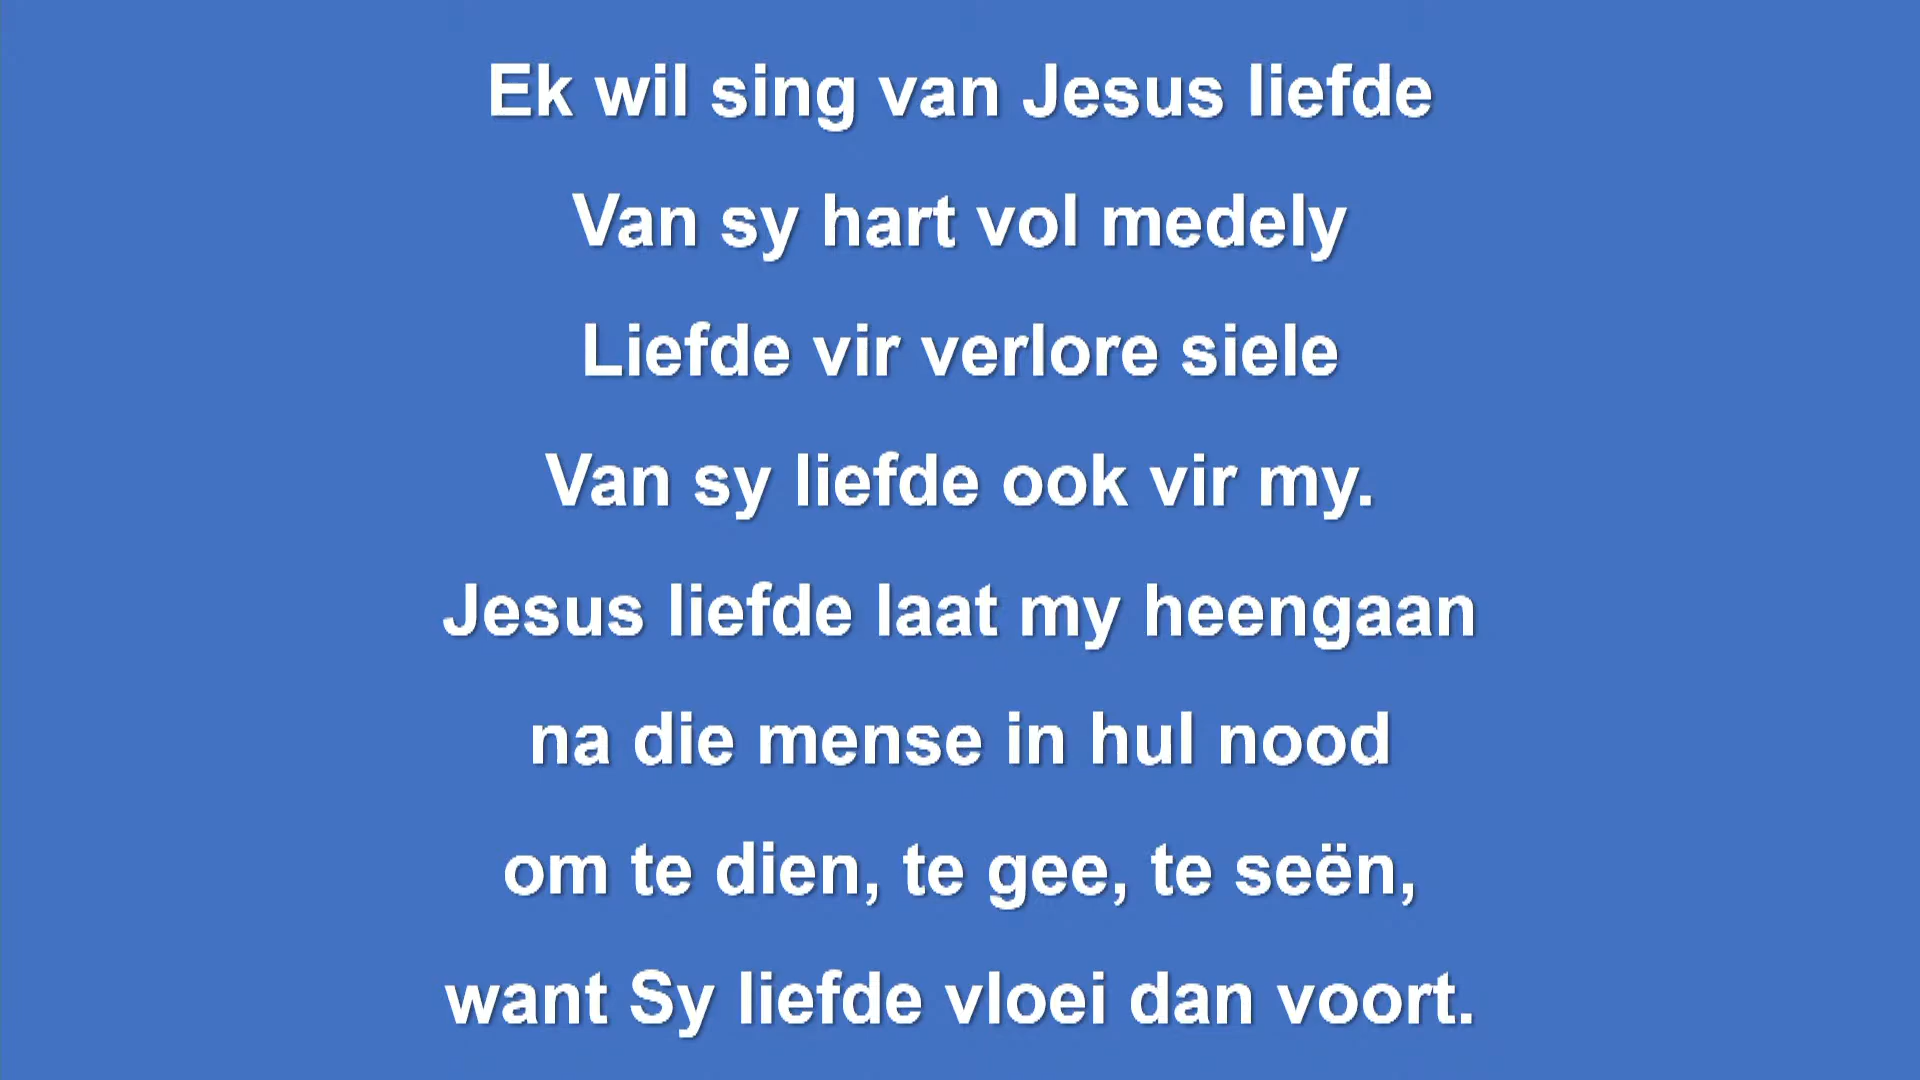 Ek wil sing van Jesus liefde
Van sy hart vol medely
Liefde vir verlore siele
Van sy liefde ook vir my.
Jesus liefde laat my heengaan
na die mense in hul nood
om te dien, te gee, te seën,
want Sy liefde vloei dan voort.